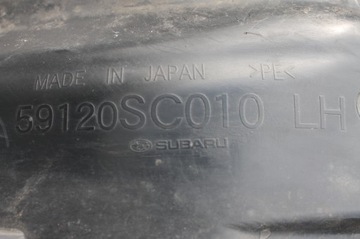 MADE IN JAPAN >PE<
59120SC010 LH
SUBARU